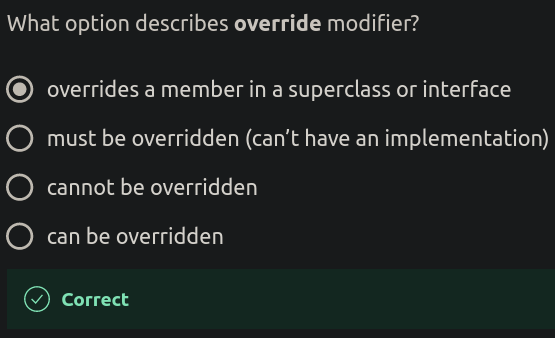 What option describes override modifier?
overrides a member in a superclass or interface
must be overridden (can't have an implementation)
cannot be overridden
can be overridden
Correct